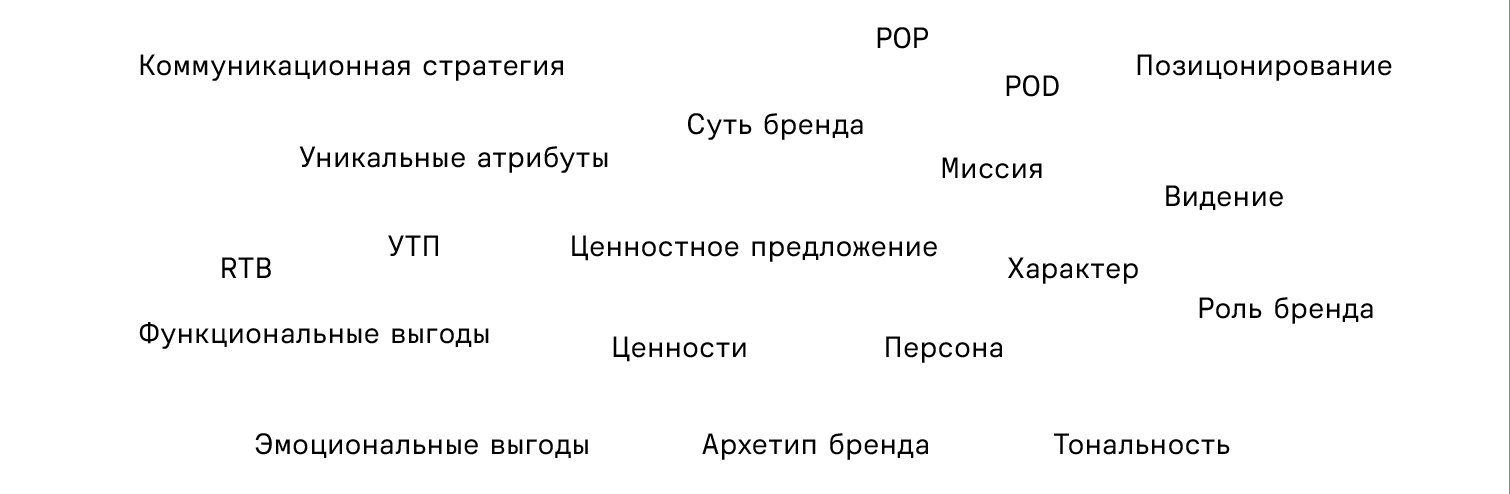 POP
Коммуникационная стратегия
Позицонирование
POD
Суть бренда
Уникальные атрибуты
Миссия
Видение
УТП
Ценностное предложение
RTB
Характер
Роль бренда
Функциональные выгоды
Ценности
Персона
Эмоциональные выгоды
Архетип бренда
Тональность